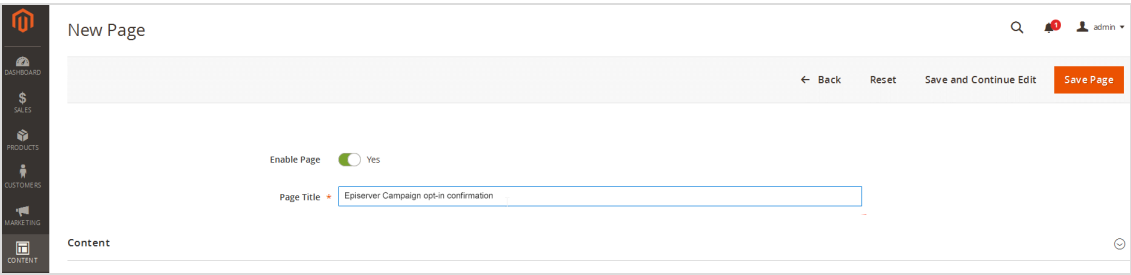 New Page
1
admin
DASHBOARD
← Back Reset Save and Continue Edit Save Page
$
SALES
PRODUCTS
Enable Page Yes
CUSTOMERS
Page Title * Episerver Campaign opt-in confirmation
MARKETING
Content
CONTENT